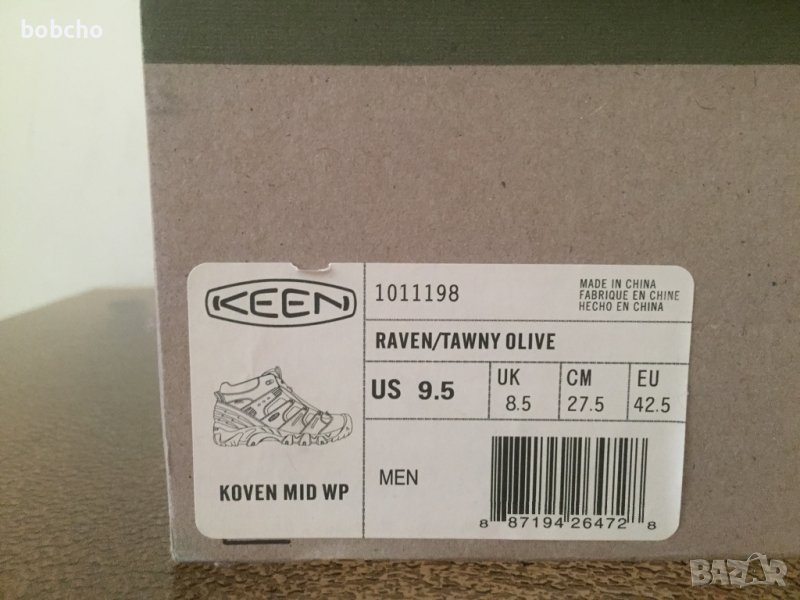 bobcho
KEEN
1011198
MADE IN CHINA
FABRIQUE EN CHINE
HECHO EN CHINA
RAVEN/TAWNY OLIVE
US 9.5
UK
8.5
CM
27.5
EU
42.5
KOVEN MID WP
MEN
8 87194 26472 8
BAZAR